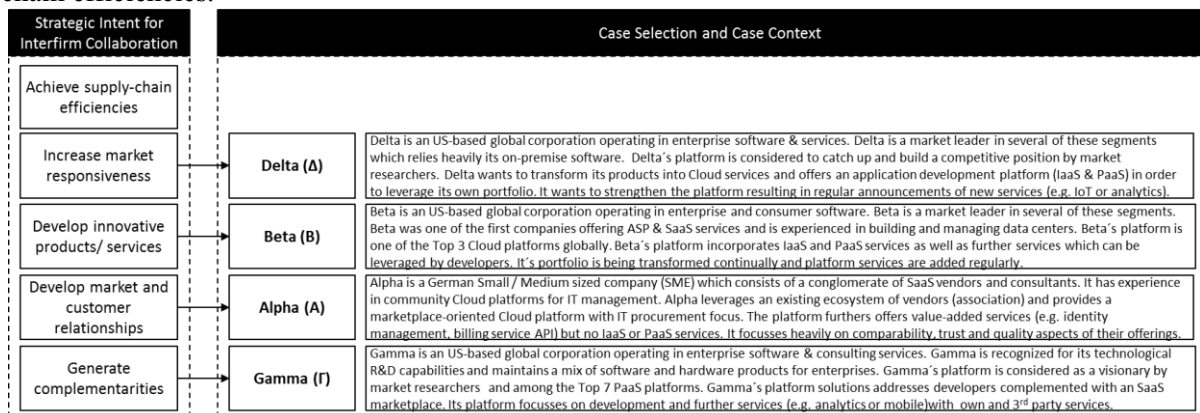 chain efficiencies.
Strategic Intent for
Interfirm Collaboration
Case Selection and Case Context
Achieve supply-chain
efficiencies
Increase market
responsiveness
Delta (Δ)
Delta is an US-based global corporation operating in enterprise software & services. Delta is a market leader in several of these segments
which relies heavily its on-premise software. Delta´s platform is considered to catch up and build a competitive position by market
researchers. Delta wants to transform its products into Cloud services and offers an application development platform (IaaS & PaaS) in order
to leverage its own portfolio. It wants to strengthen the platform resulting in regular announcements of new services (e.g. IoT or analytics).
Develop innovative
products/ services
Beta (B)
Beta is an US-based global corporation operating in enterprise and consumer software. Beta is a market leader in several of these segments.
Beta was one of the first companies offering ASP & SaaS services and is experienced in building and managing data centers. Beta´s platform is
one of the Top 3 Cloud platforms globally. Beta´s platform incorporates IaaS and PaaS services as well as further services which can be
leveraged by developers. It´s portfolio is being transformed continually and platform services are added regularly.
Develop market and
customer
relationships
Alpha (A)
Alpha is a German Small / Medium sized company (SME) which consists of a conglomerate of SaaS vendors and consultants. It has experience
in community Cloud platforms for IT management. Alpha leverages an existing ecosystem of vendors (association) and provides a
marketplace-oriented Cloud platform with IT procurement focus. The platform furthers offers value-added services (e.g. identity
management, billing service API) but no IaaS or PaaS services. It focusses heavily on comparability, trust and quality aspects of their offerings.
Generate
complementarities
Gamma (Γ)
Gamma is an US-based global corporation operating in enterprise software & consulting services. Gamma is recognized for its technological
R&D capabilities and maintains a mix of software and hardware products for enterprises. Gamma´s platform is considered as a visionary by
market researchers and among the Top 7 PaaS platforms. Gamma´s platform solutions addresses developers complemented with an SaaS
marketplace. Its platform focusses on development and further services (e.g. analytics or mobile)with own and 3rd party services.